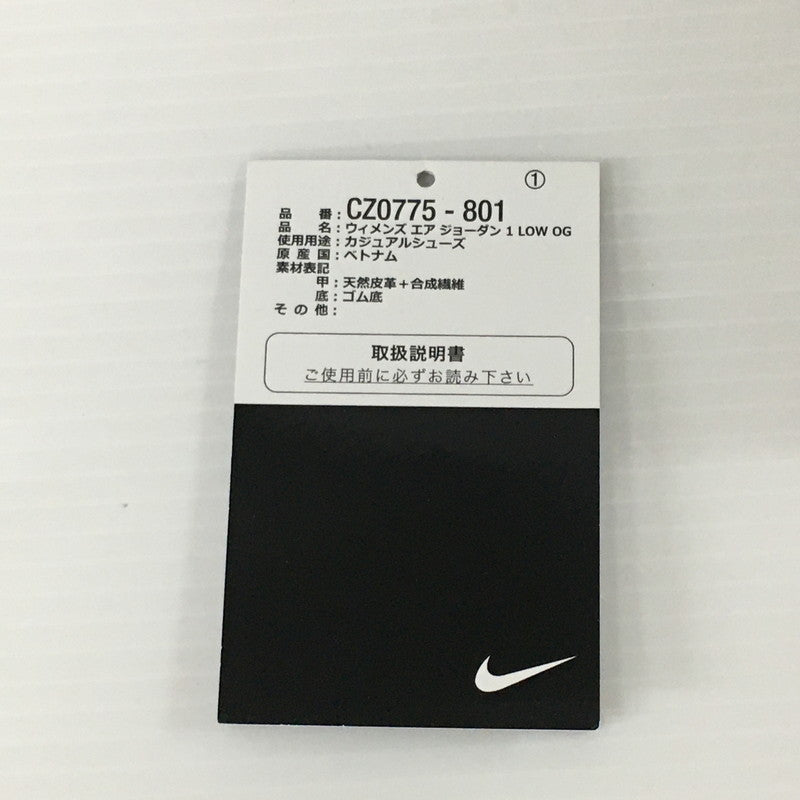 ①
品 番：CZ0775 - 801
品 名：ウィメンズ エア ジョーダン 1 LOW OG
使用用途：カジュアルシューズ
原 産 国：ベトナム
素材表記
甲：天然皮革＋合成繊維
底：ゴム底
そ の 他：
取扱説明書
ご使用前に必ずお読み下さい